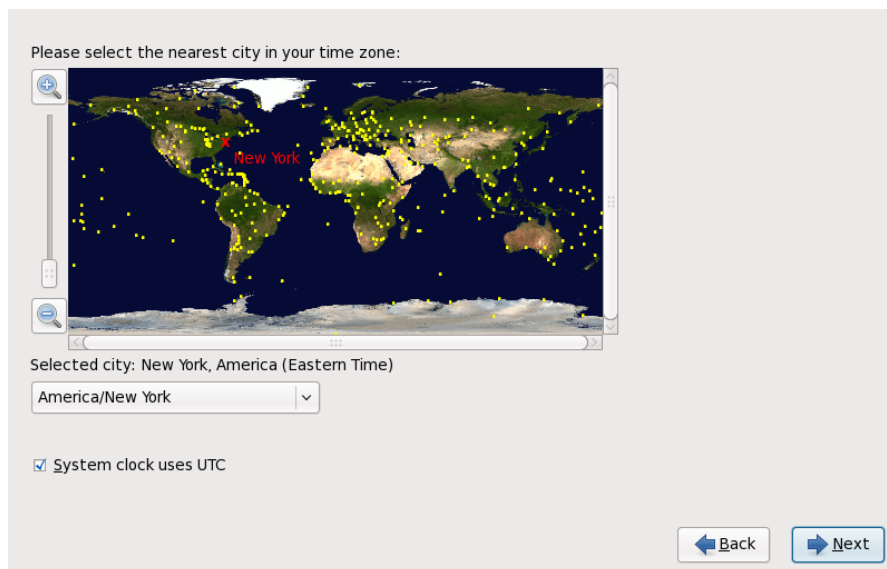 Please select the nearest city in your time zone:
New York
Selected city: New York, America (Eastern Time)
America/New York
System clock uses UTC
Back
Next